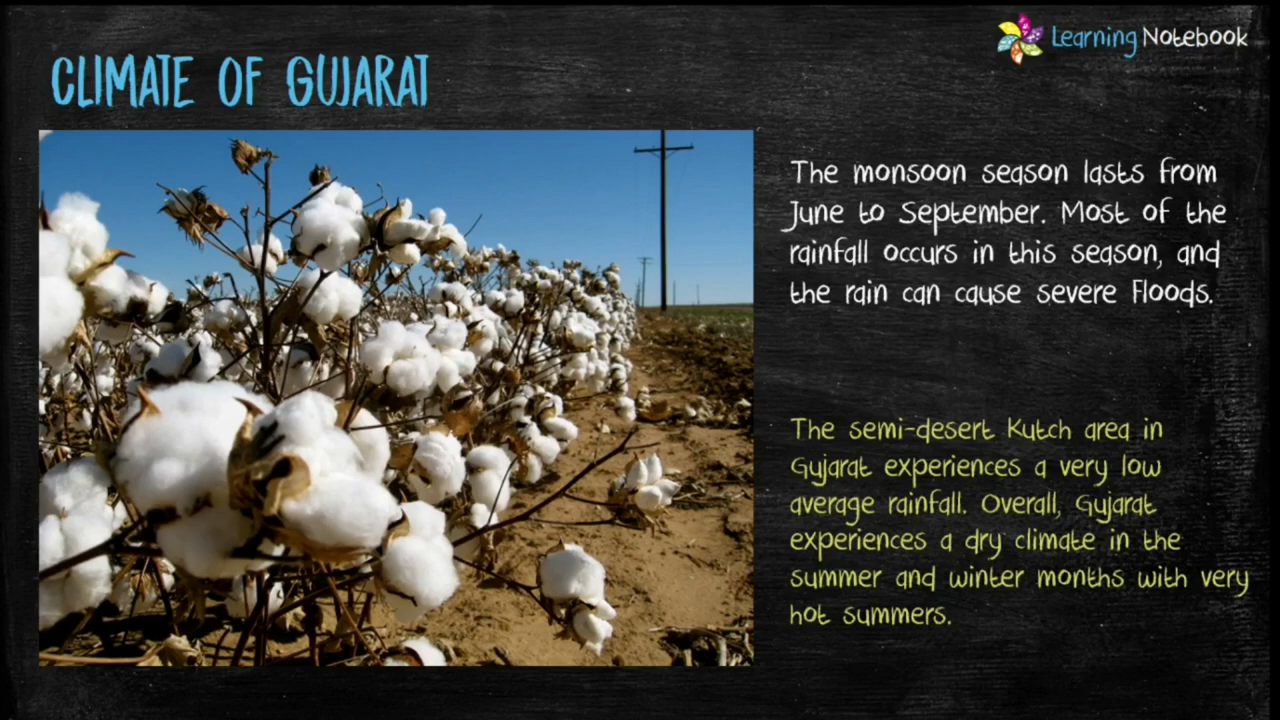 Learning Notebook
CLIMATE OF GUJARAT
The monsoon season lasts from
June to September. Most of the
rainfall occurs in this season, and
the rain can cause severe floods.
The semi-desert Kutch area in
Gujarat experiences a very low
average rainfall. Overall, Gujarat
experiences a dry climate in the
summer and winter months with very
hot summers.